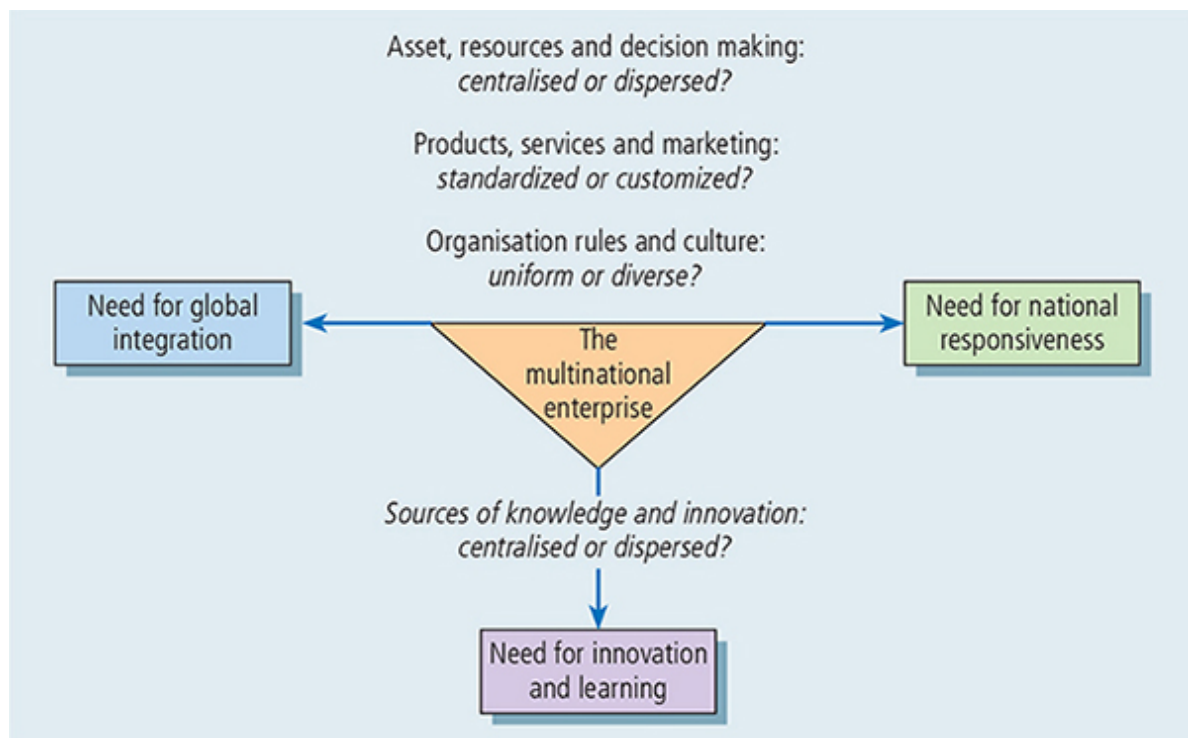 Asset, resources and decision making:
centralised or dispersed?
Products, services and marketing:
standardized or customized?
Organisation rules and culture:
uniform or diverse?
Need for global
integration
The
multinational
enterprise
Need for national
responsiveness
Sources of knowledge and innovation:
centralised or dispersed?
Need for innovation
and learning